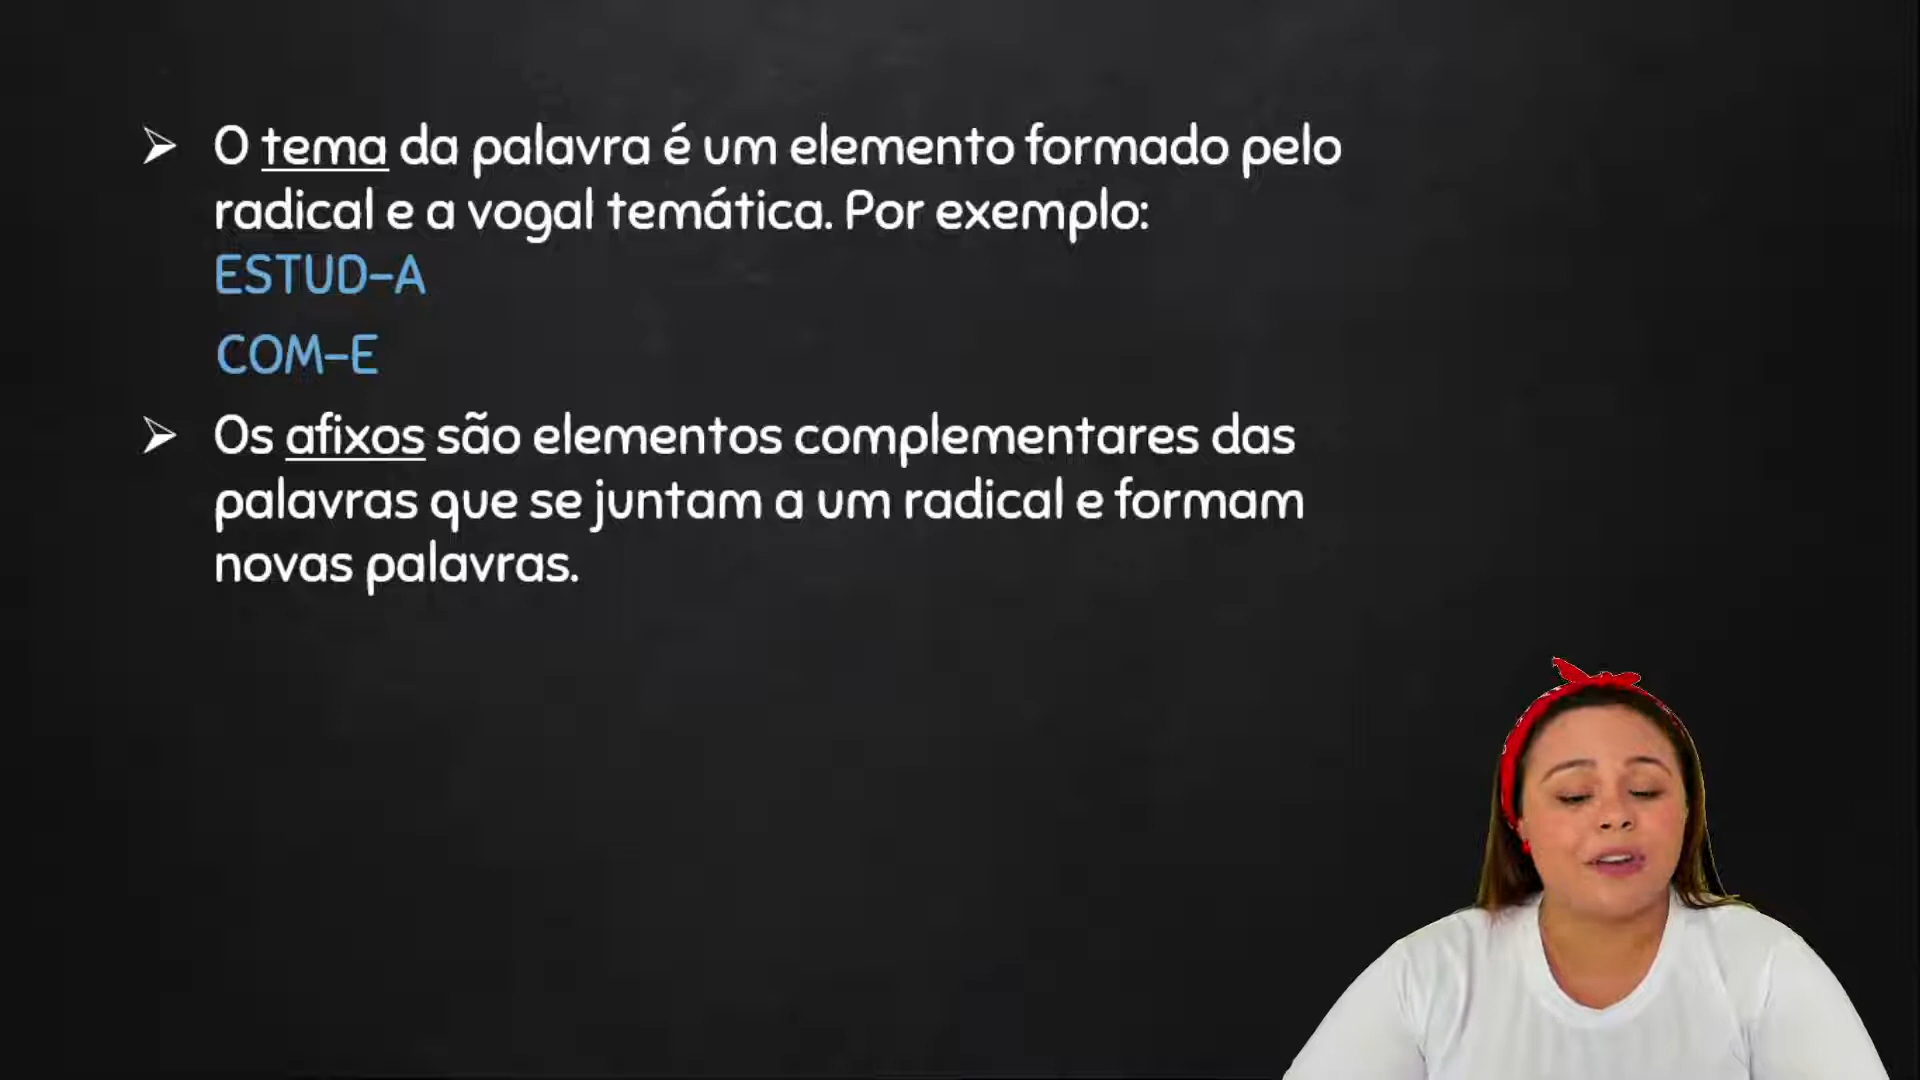 O tema da palavra é um elemento formado pelo
radical e a vogal temática. Por exemplo:
ESTUD-A
COM-E
Os afixos são elementos complementares das
palavras que se juntam a um radical e formam
novas palavras.